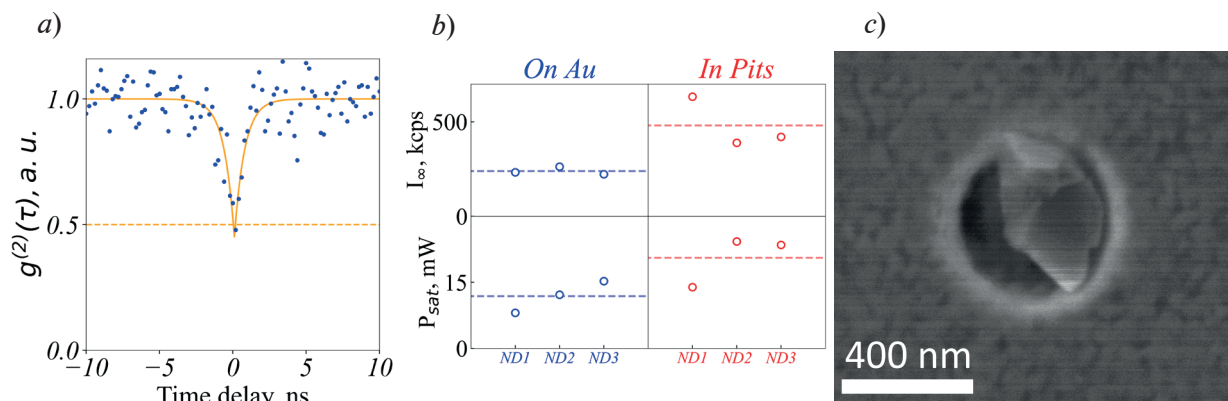 a)
g(2)(τ), a. u.
1.0
0.5
0.0
−10
−5
0
5
10
Time delay, ns
b)
On Au
In Pits
I∞, kcps
500
0
Psat, mW
15
0
ND1
ND2
ND3
ND1
ND2
ND3
c)
400 nm